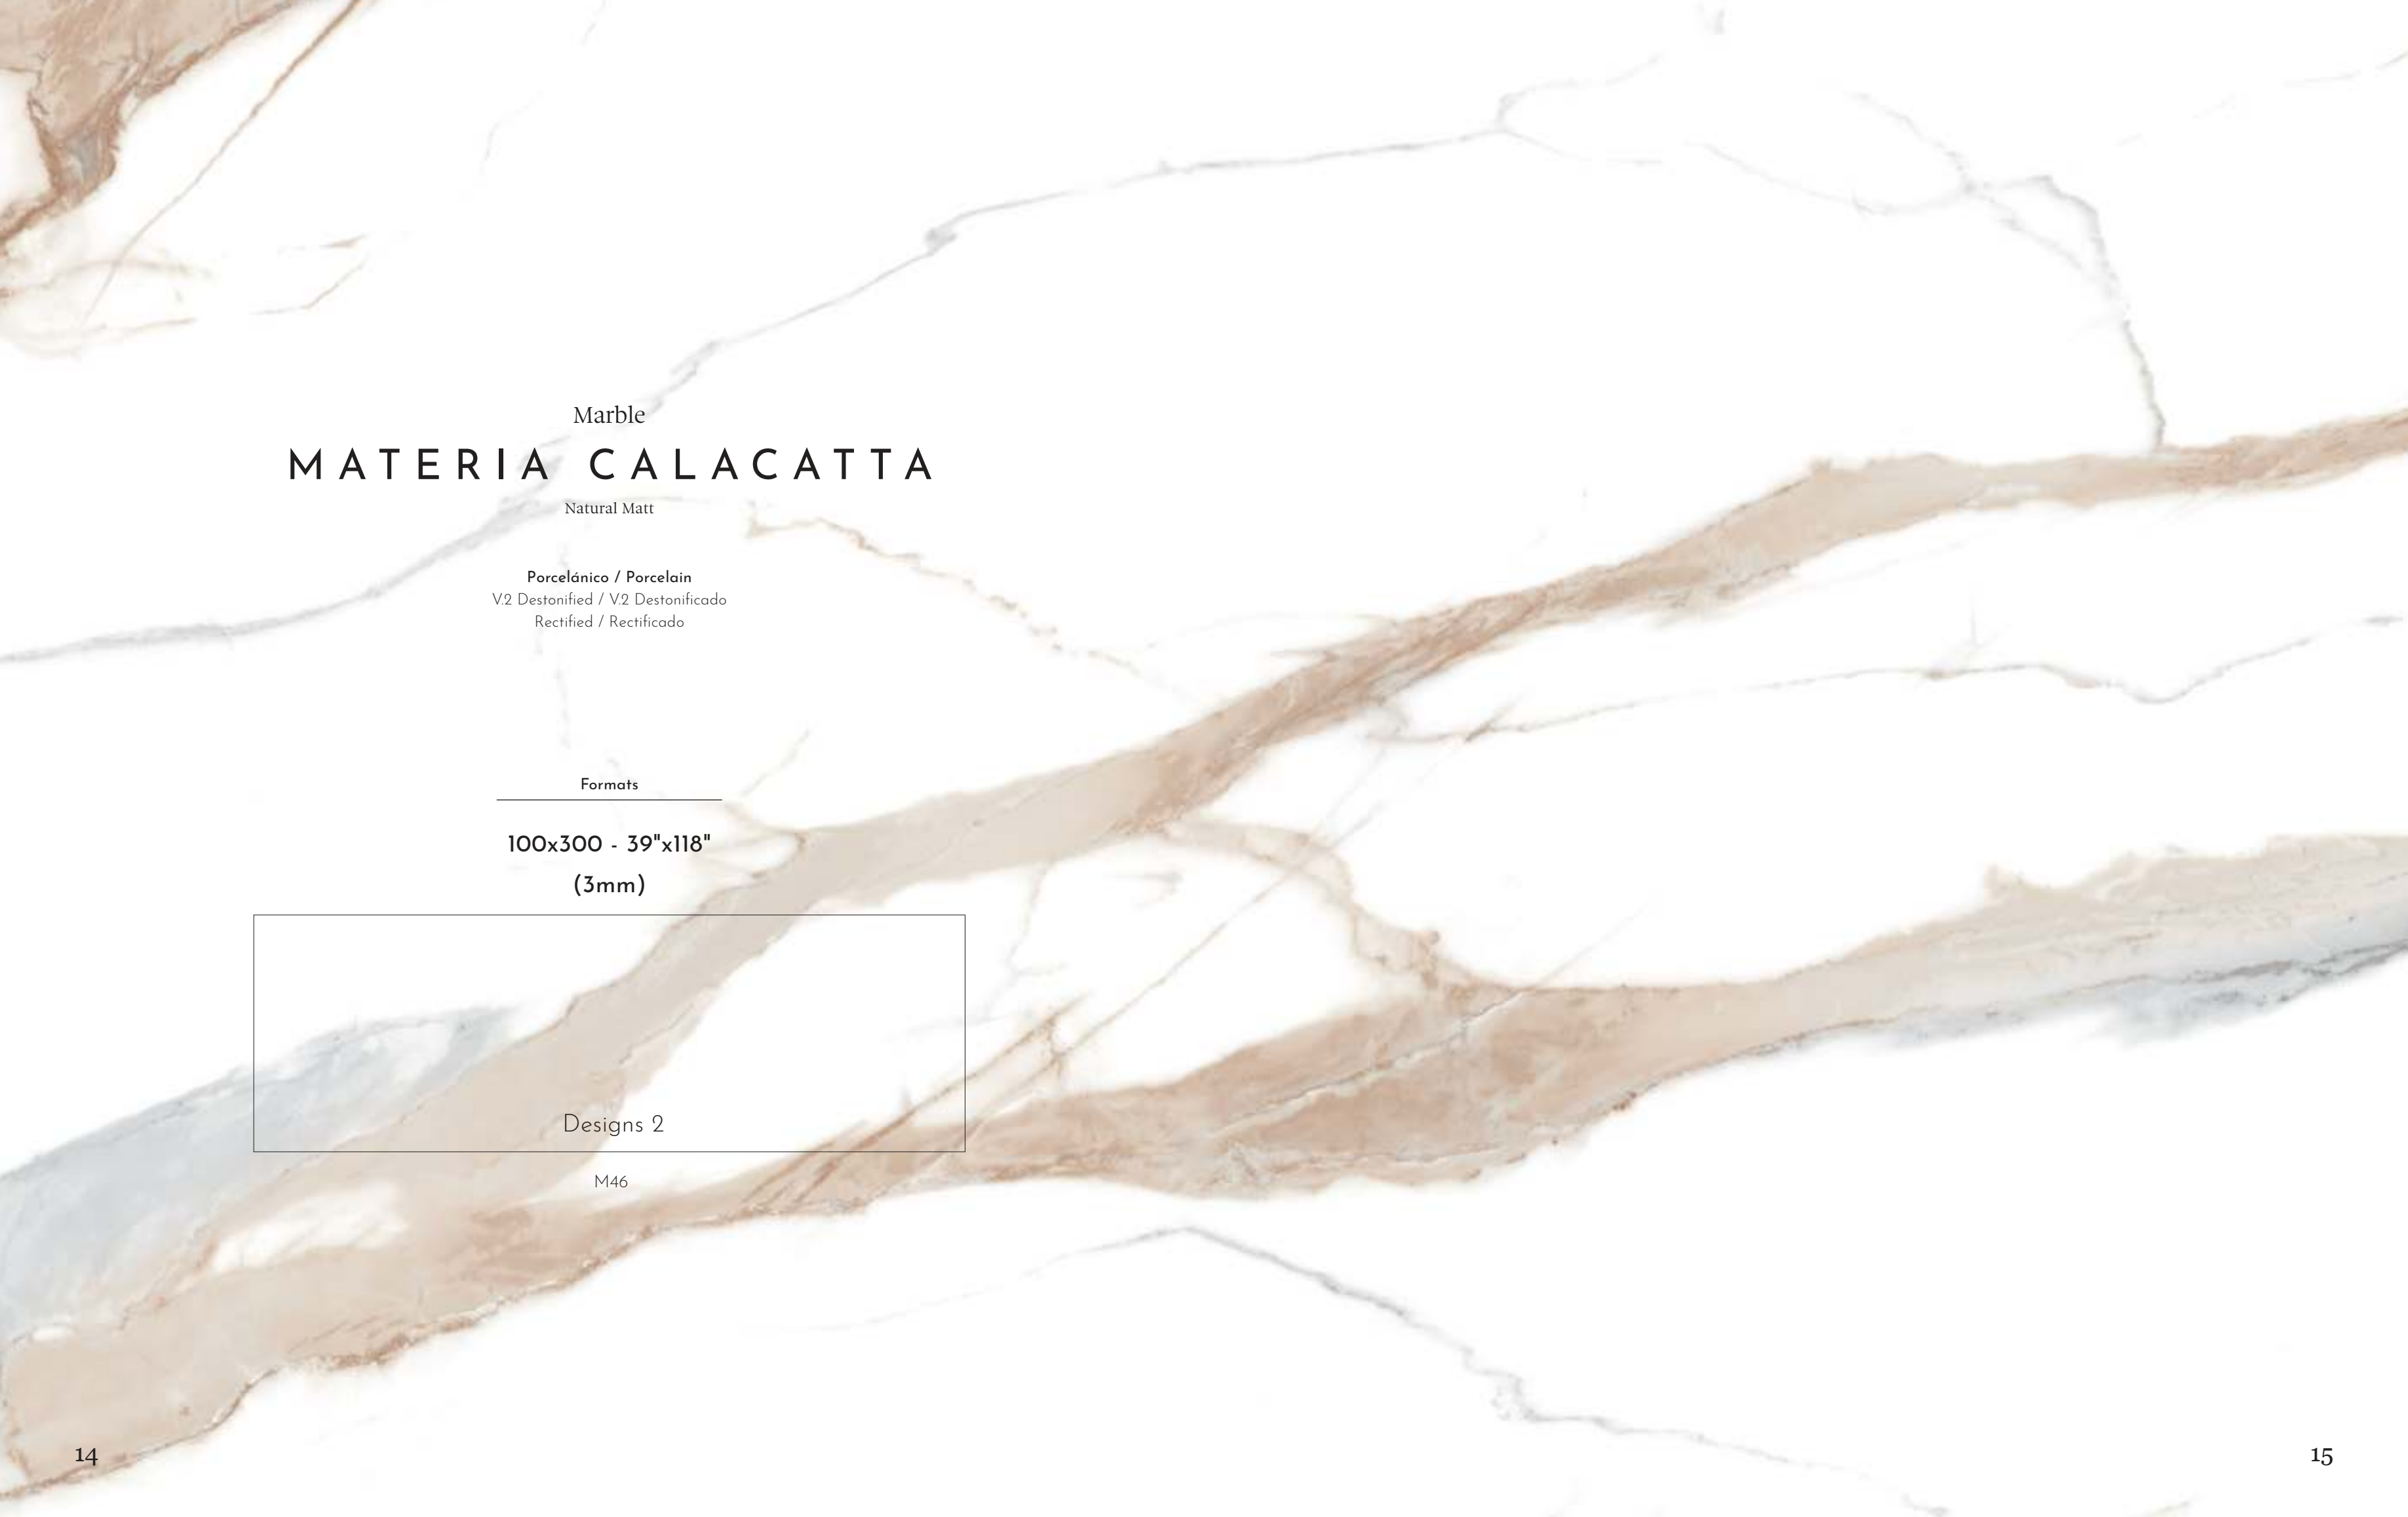 Marble
MATERIA CALACATTA
Natural Matt
Porcelánico / Porcelain
V.2 Destonified / V.2 Destonificado
Rectified / Rectificado
Formats
100x300 - 39"x118"
(3mm)
Designs 2
M46
14
15